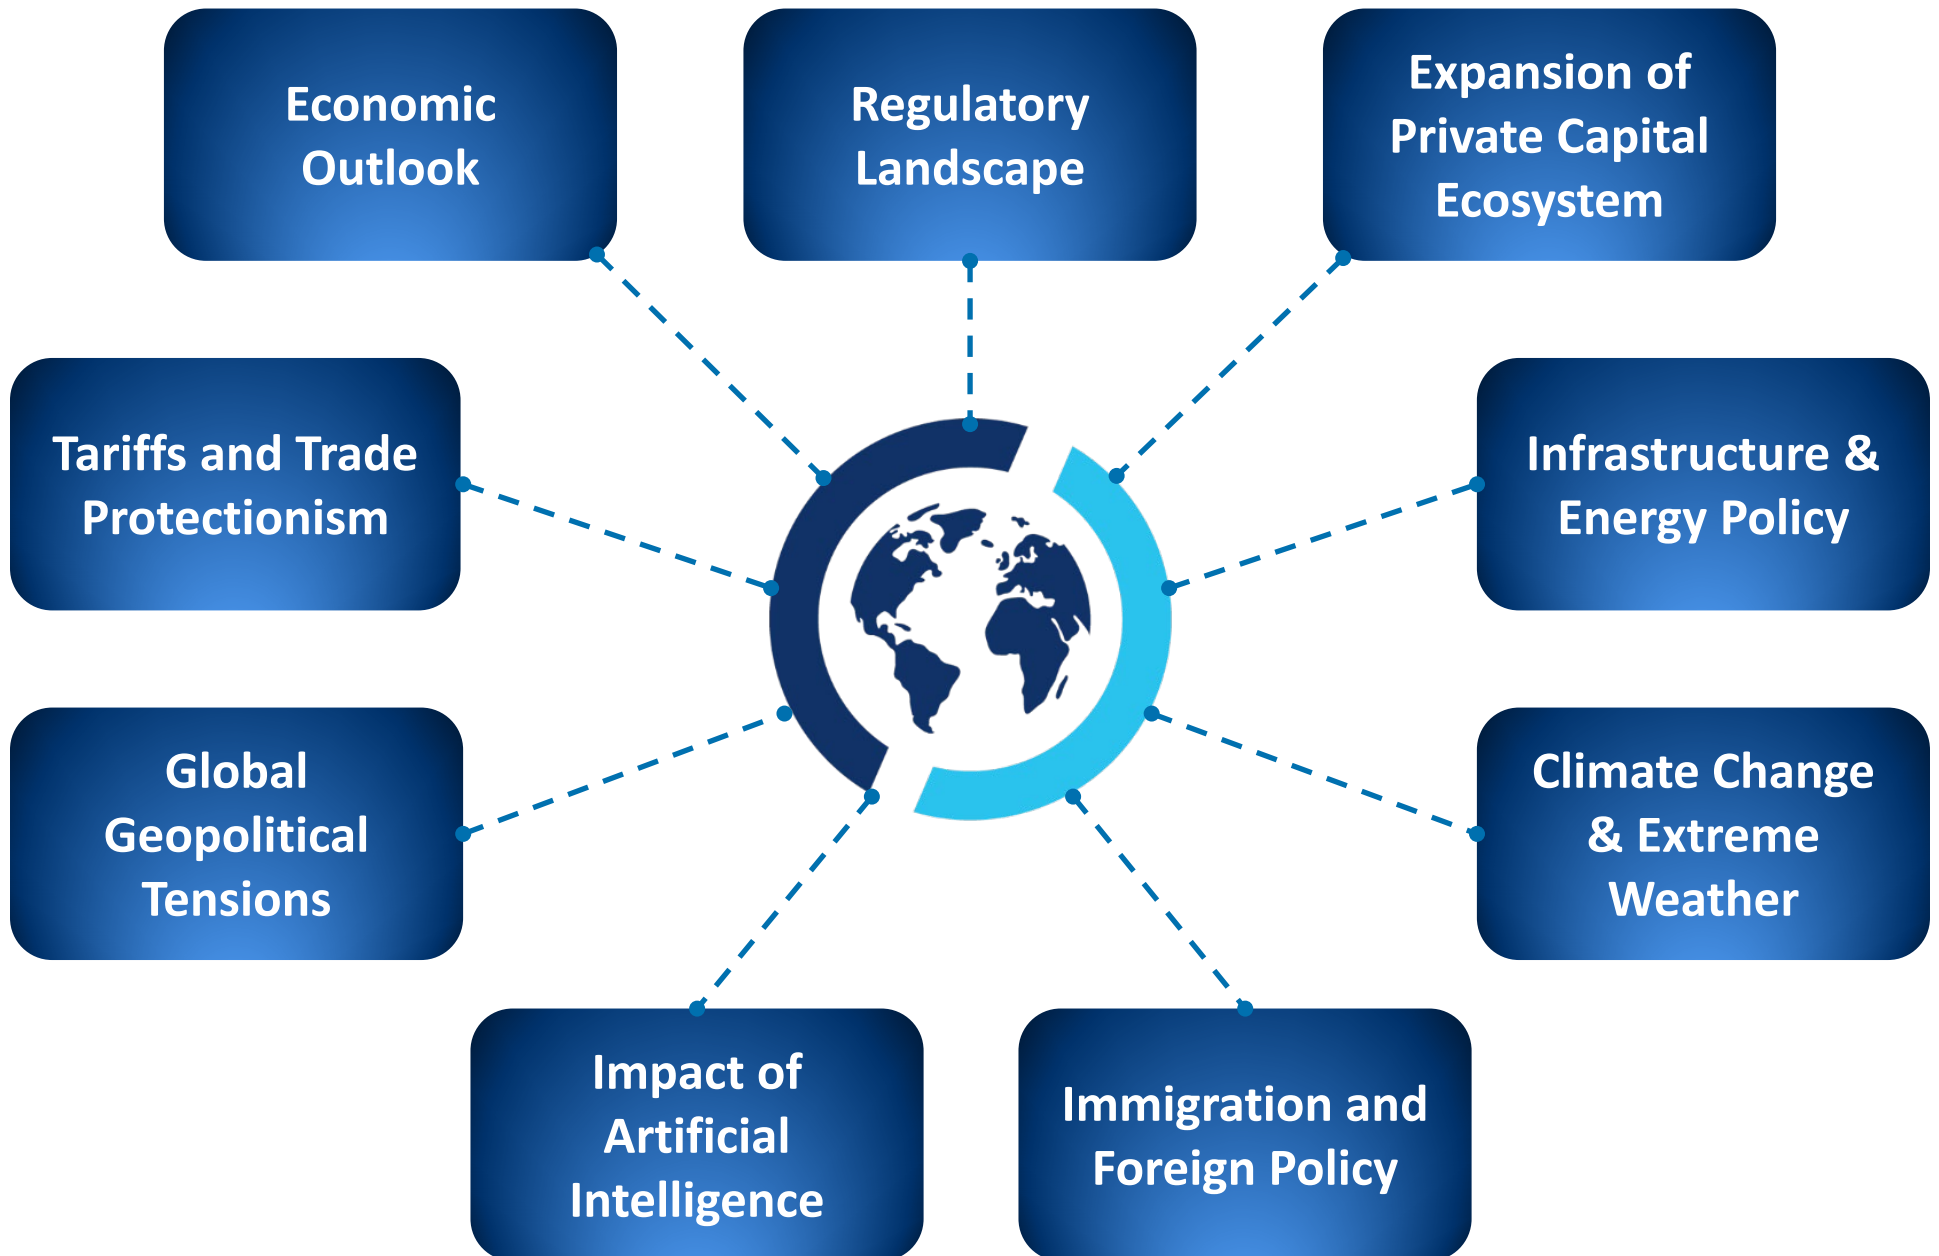 Economic
Outlook
Regulatory
Landscape
Expansion of
Private Capital
Ecosystem
Tariffs and Trade
Protectionism
Infrastructure &
Energy Policy
Global
Geopolitical
Tensions
Climate Change
& Extreme
Weather
Impact of
Artificial
Intelligence
Immigration and
Foreign Policy